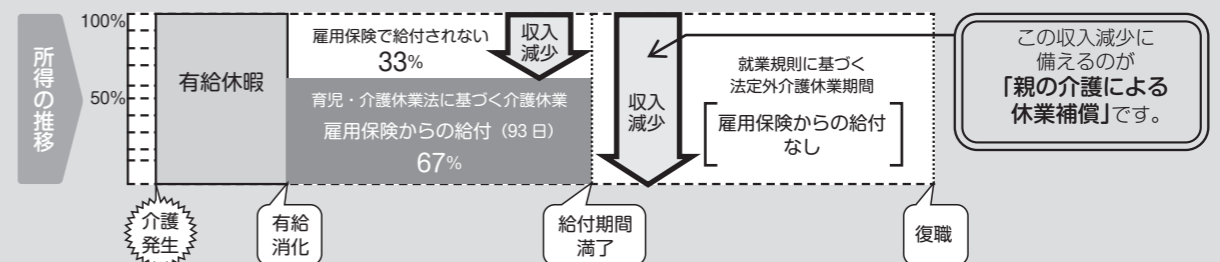 所得の推移
100%
50%
有給休暇
雇用保険で給付されない
33%
収入
減少
育児・介護休業法に基づく介護休業
雇用保険からの給付（93日）
67%
収入
減少
就業規則に基づく
法定外介護休業期間
雇用保険からの給付
なし
この収入減少に
備えるのが
「親の介護による
休業補償」です。
介護
発生
有給
消化
給付期間
満了
復職